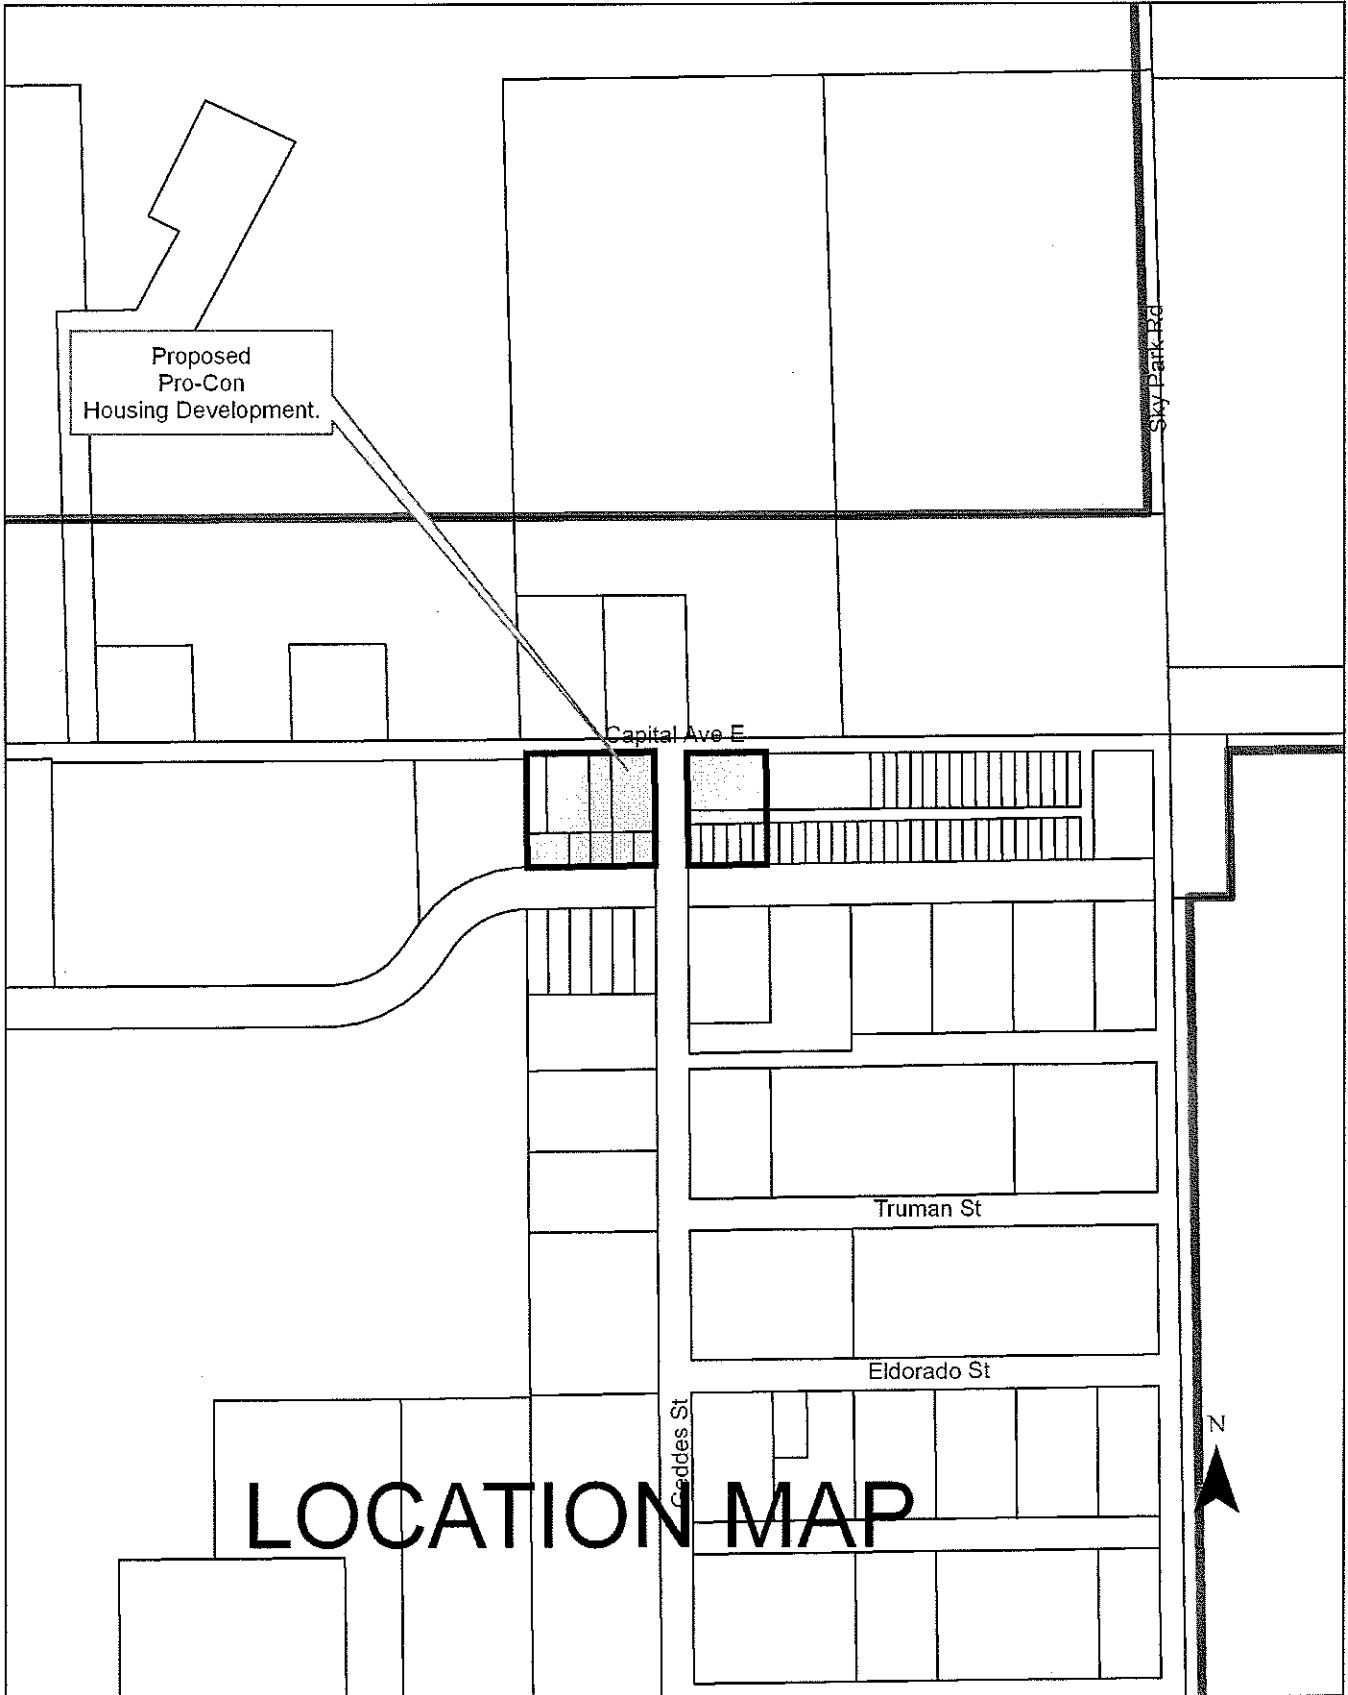 Sky Park Rd
Proposed
Pro-Con
Housing Development.
Capital Ave E
Truman St
Eldorado St
Geddes St
N
LOCATION MAP